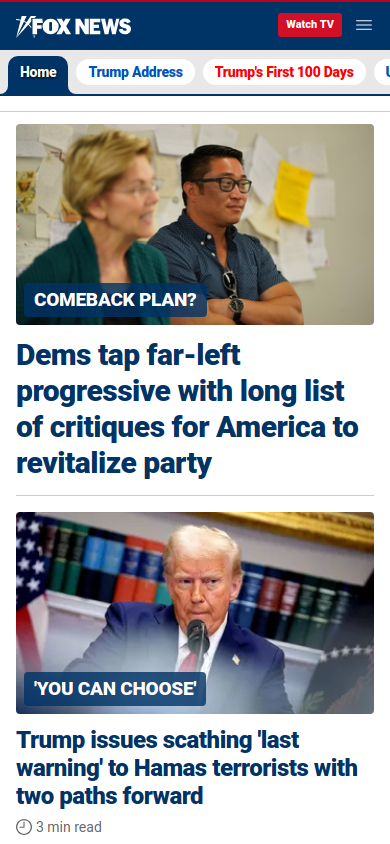 FOX NEWS
Watch TV
Home
Trump Address
Trump's First 100 Days
COMEBACK PLAN?
Dems tap far-left
progressive with long list
of critiques for America to
revitalize party
'YOU CAN CHOOSE'
Trump issues scathing 'last
warning' to Hamas terrorists with
two paths forward
3 min read